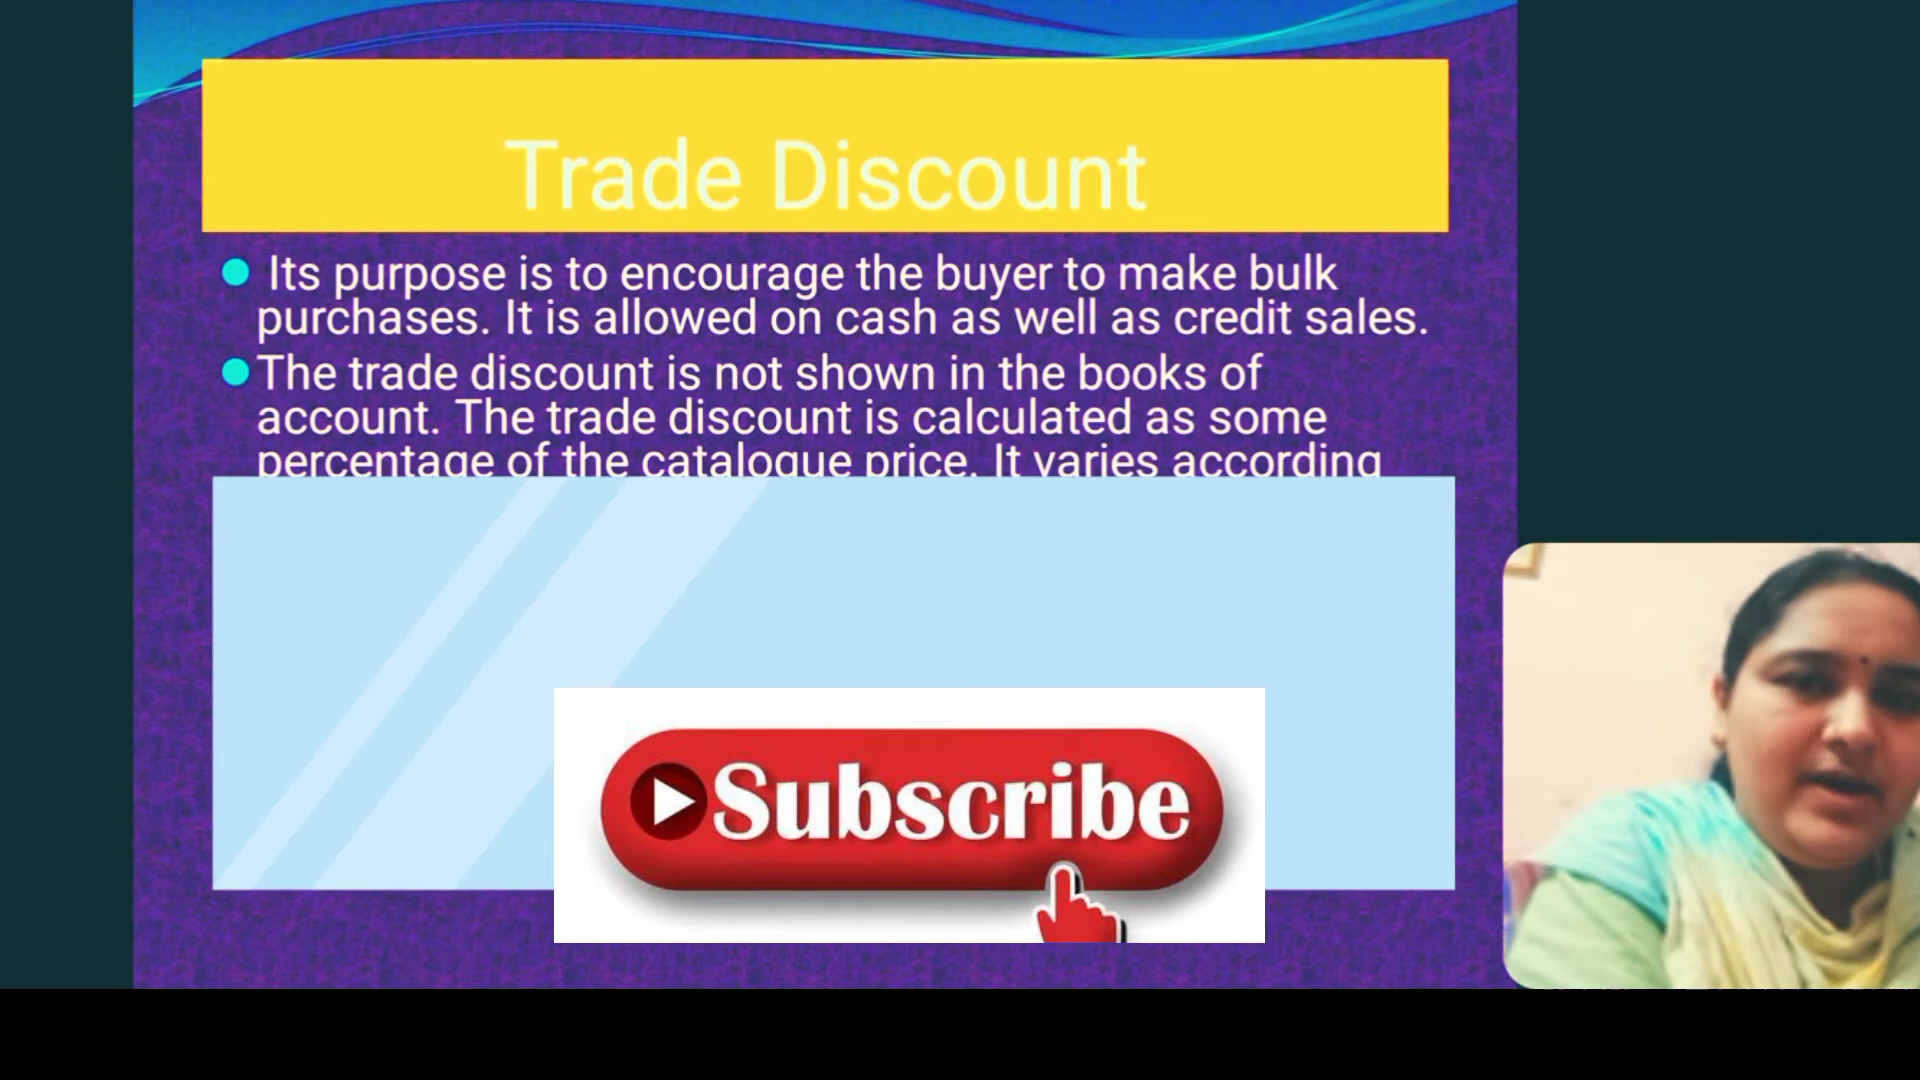 Trade Discount
Its purpose is to encourage the buyer to make bulk
purchases. It is allowed on cash as well as credit sales.
The trade discount is not shown in the books of
account. The trade discount is calculated as some
percentage of the catalogue price. It varies according
Subscribe